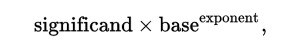 significand × base^exponent,